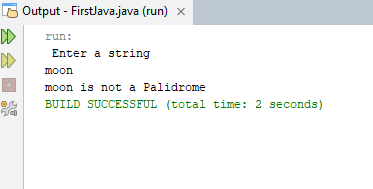 Output - FirstJava.java (run)
run:
Enter a string
moon
moon is not a Palidrome
BUILD SUCCESSFUL (total time: 2 seconds)